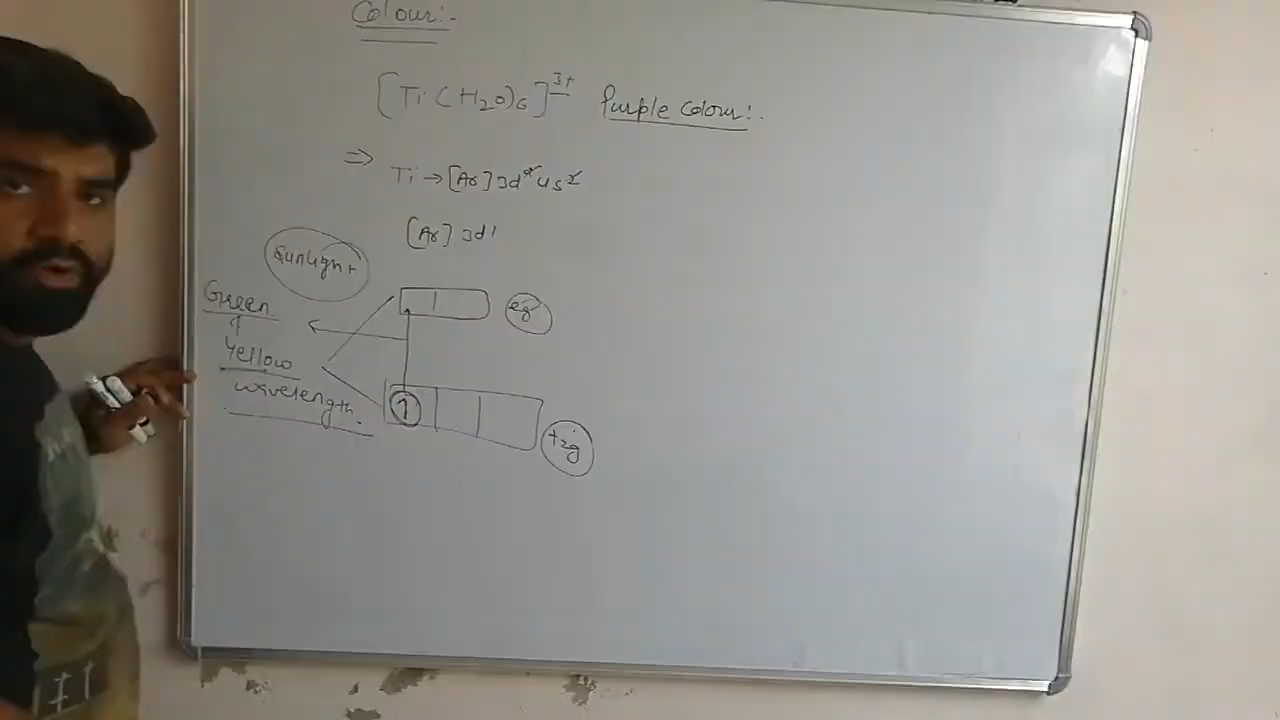 Colour:-
[Ti(H2O)6]3+ Purple Colour:.
⇒ Ti → [Ar] 3d2 4s2
[Ar] 3d1
Sunlight
eg
Green
&
Yellow
wavelength.
1
t2g